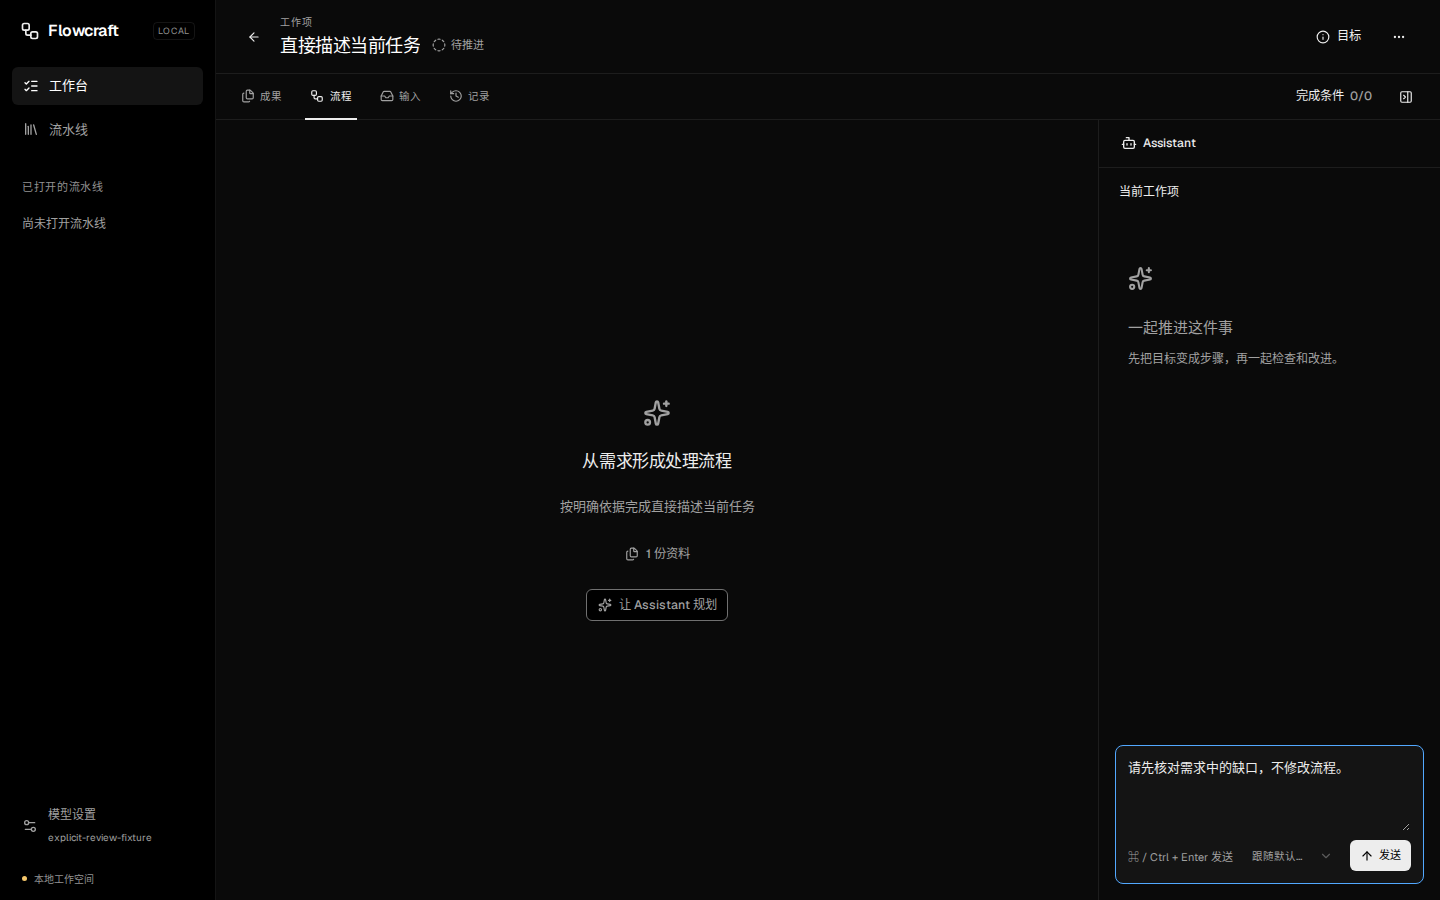 Flowcraft
LOCAL
工作台
流水线
已打开的流水线
尚未打开流水线
模型设置
explicit-review-fixture
本地工作空间
工作项
直接描述当前任务
待推进
目标
成果
流程
输入
记录
完成条件 0/0
从需求形成处理流程
按明确依据完成直接描述当前任务
1 份资料
让 Assistant 规划
Assistant
当前工作项
一起推进这件事
先把目标变成步骤，再一起检查和改进。
请先核对需求中的缺口，不修改流程。
⌘ / Ctrl + Enter 发送
跟随默认...
发送